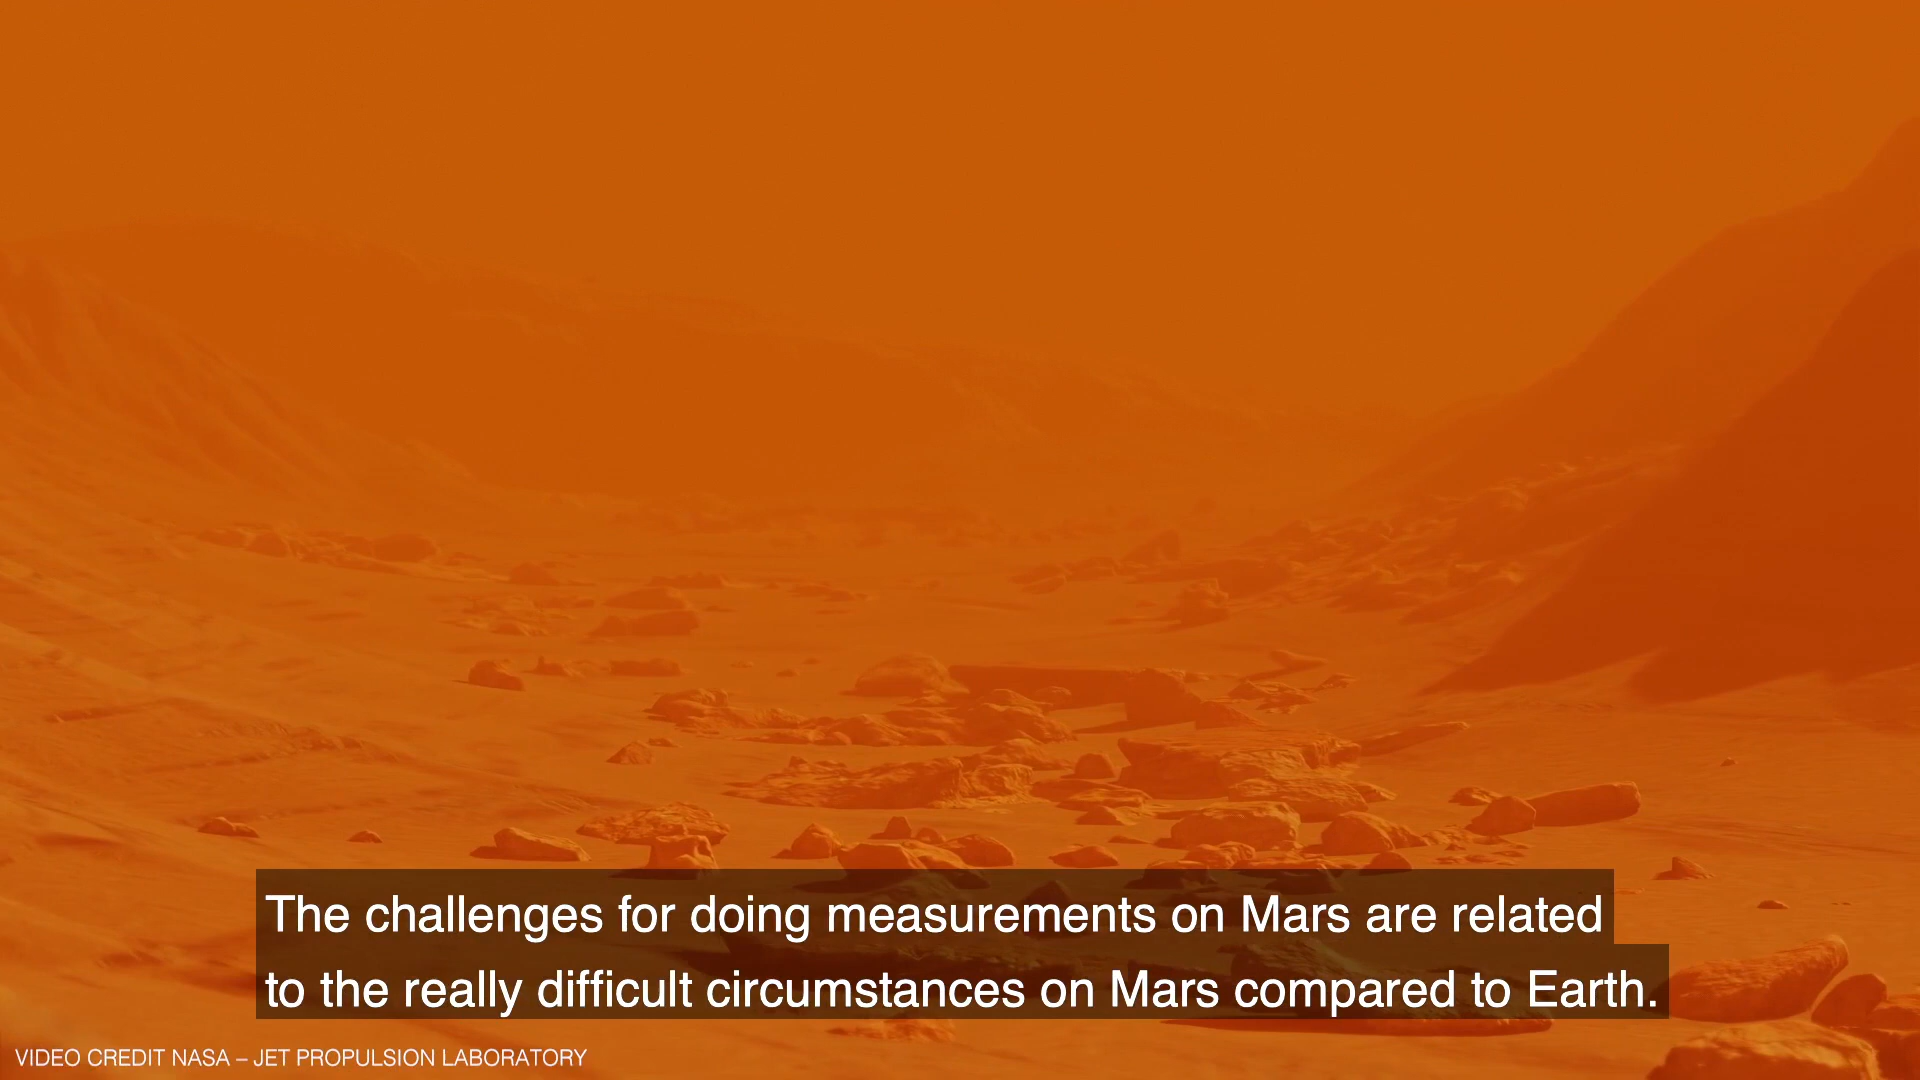 The challenges for doing measurements on Mars are related
to the really difficult circumstances on Mars compared to Earth.
VIDEO CREDIT NASA – JET PROPULSION LABORATORY